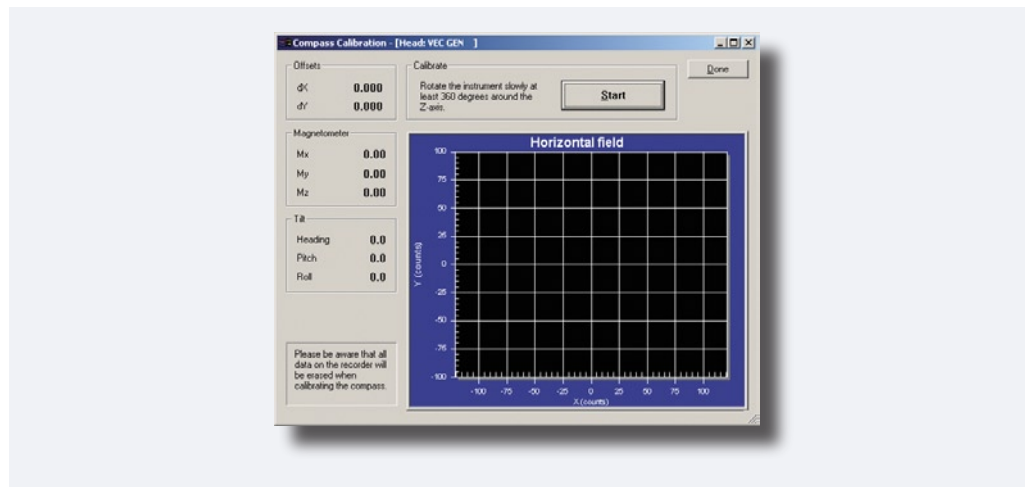 Compass Calibration - [Head: VEC GEN ]
Offsets
dX 0.000
dY 0.000
Calibrate
Rotate the instrument slowly at
least 360 degrees around the
Z-axis.
Start
Done
Magnetometer
Mx 0.00
My 0.00
Mz 0.00
Tilt
Heading 0.0
Pitch 0.0
Roll 0.0
Please be aware that all
data on the recorder will
be erased when
calibrating the compass.
Horizontal field
Y (counts)
100
75
50
25
0
-25
-50
-75
-100
-100 -75 -50 -25 0 25 50 75 100
X (counts)